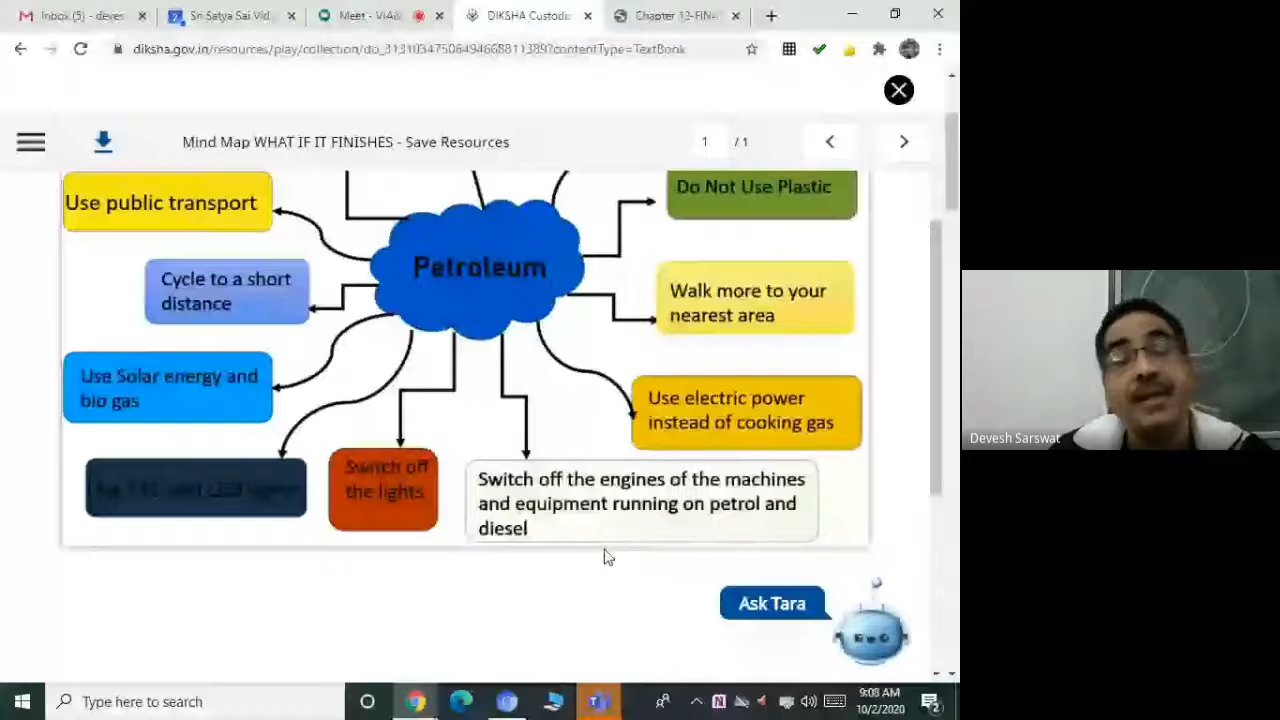 Inbox (5) - deves
Sri Satya Sai Vid
Meet - 
DIKSHA Custodi
Chapter 12-FIN
diksha.gov.in/resources/play/collection/do_31310347506494668811389?contentType=TextBook
Mind Map WHAT IF IT FINISHES - Save Resources
1 / 1
Use public transport
Do Not Use Plastic
Petroleum
Cycle to a short
distance
Walk more to your
nearest area
Use Solar energy and
bio gas
Use electric power
instead of cooking gas
Switch off
the lights
Switch off the engines of the machines
and equipment running on petrol and
diesel
Devesh Sarswat
Ask Tara
Type here to search
9:08 AM
10/2/2020
2